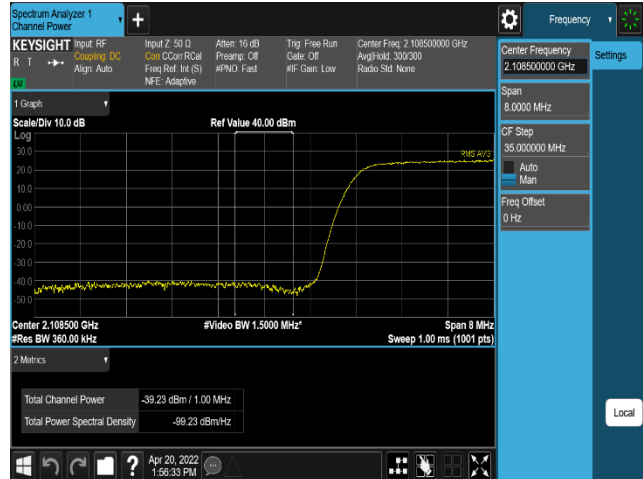 Spectrum Analyzer 1
Channel Power
+
Frequency
KEYSIGHT
R T
LXI
Input: RF
Coupling: DC
Align: Auto
Input Z: 50 Ω
Corr CCorr RCal
Freq Ref: Int (S)
NFE: Adaptive
Atten: 16 dB
Preamp: Off
#PNO: Fast
Trig: Free Run
Gate: Off
#IF Gain: Low
Center Freq: 2.108500000 GHz
Avg|Hold: 300/300
Radio Std: None
Center Frequency
2.108500000 GHz
Settings
Span
8.0000 MHz
CF Step
35.000000 MHz
Auto
Man
Freq Offset
0 Hz
1 Graph
Scale/Div 10.0 dB
Ref Value 40.00 dBm
Log
RMS AVG
30.0
20.0
10.0
0.00
-10.0
-20.0
-30.0
-40.0
-50.0
Center 2.108500 GHz
#Video BW 1.5000 MHz*
Span 8 MHz
#Res BW 360.00 kHz
Sweep 1.00 ms (1001 pts)
2 Metrics
Total Channel Power -39.23 dBm / 1.00 MHz
Total Power Spectral Density -99.23 dBm/Hz
Local
?
Apr 20, 2022
1:56:33 PM